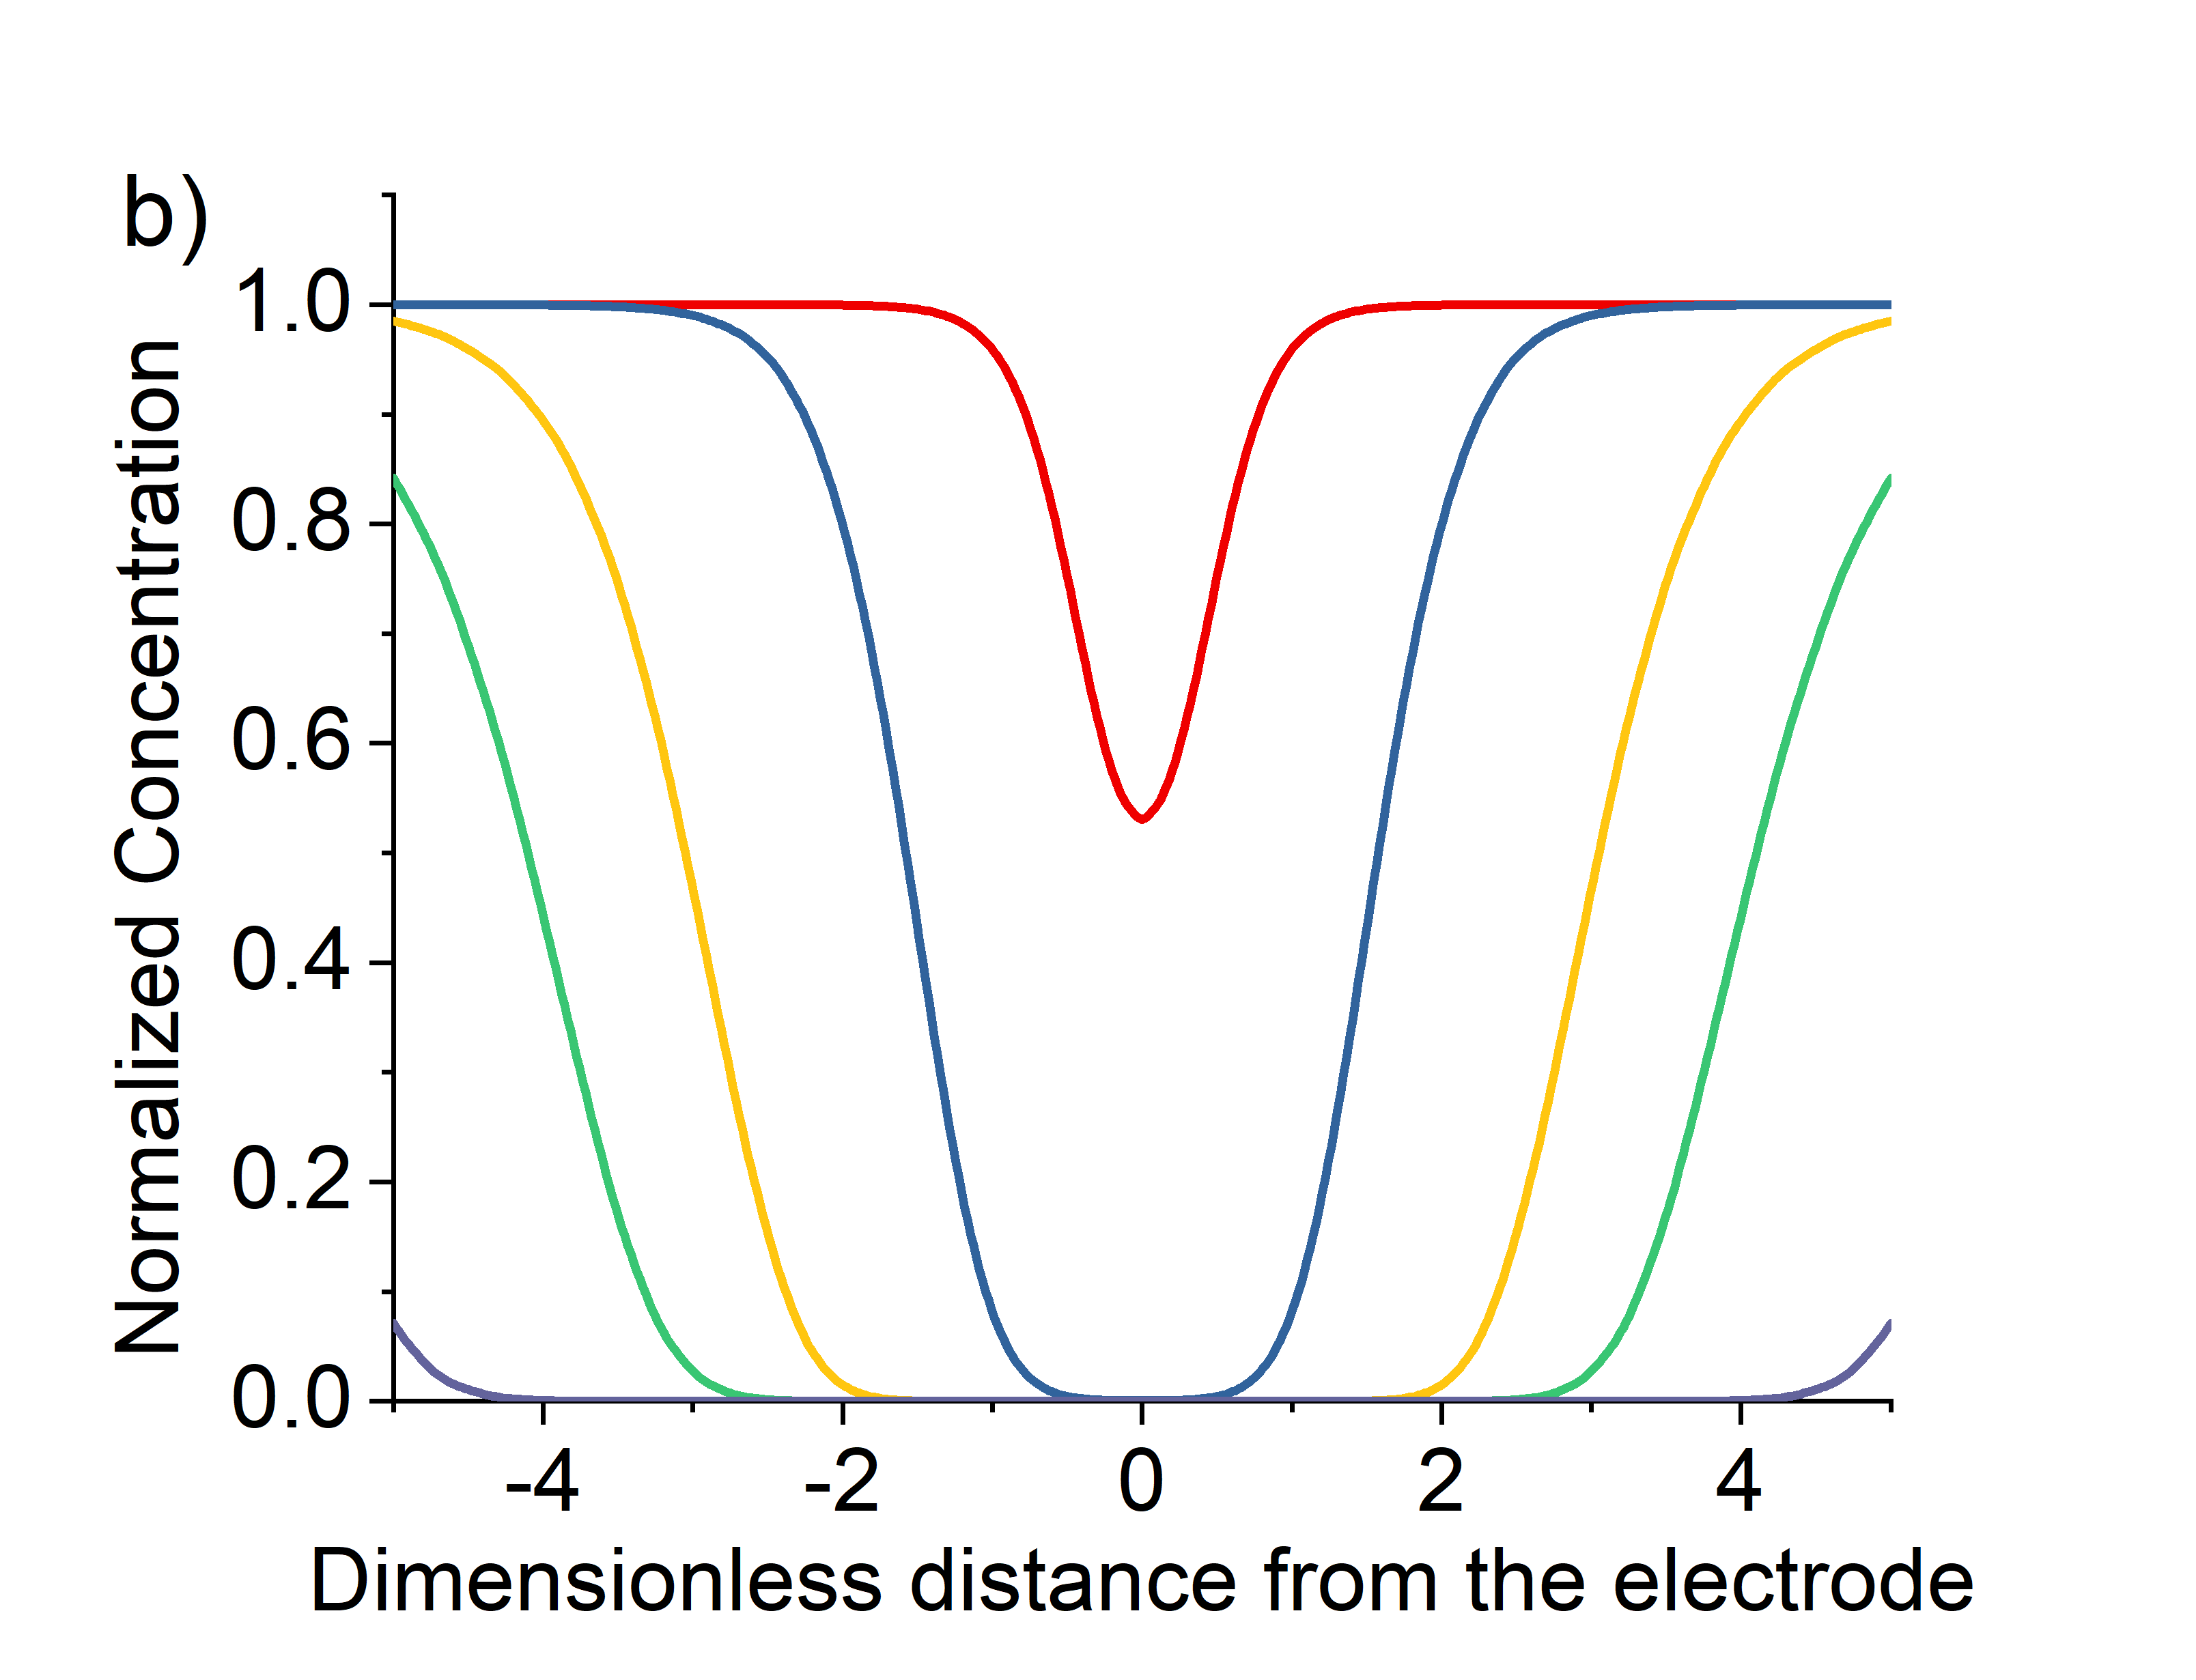 b)
Normalized Concentration
1.0
0.8
0.6
0.4
0.2
0.0
-4 -2 0 2 4
Dimensionless distance from the electrode